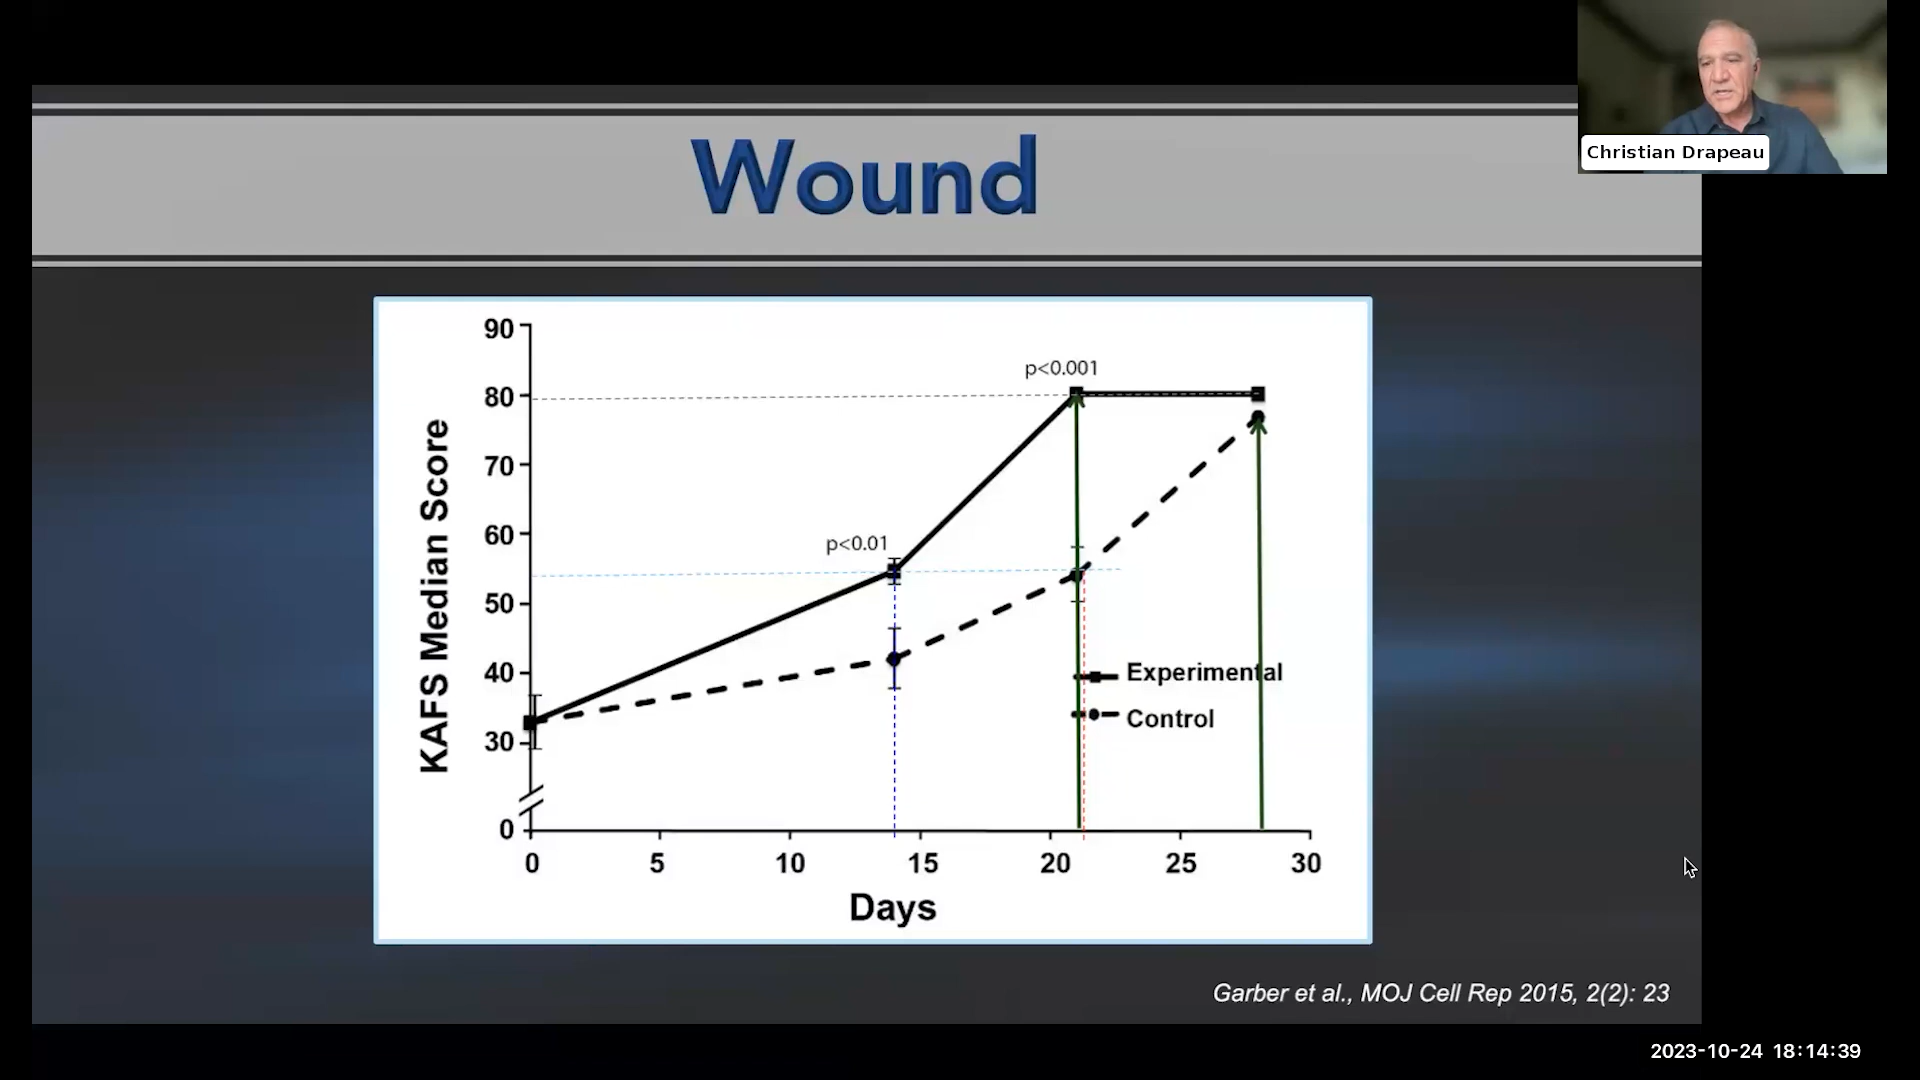 Christian Drapeau
Wound
90
80
70
60
50
40
30
0
KAFS Median Score
p<0.001
p<0.01
Experimental
Control
0 5 10 15 20 25 30
Days
Garber et al., MOJ Cell Rep 2015, 2(2): 23
2023-10-24 18:14:39